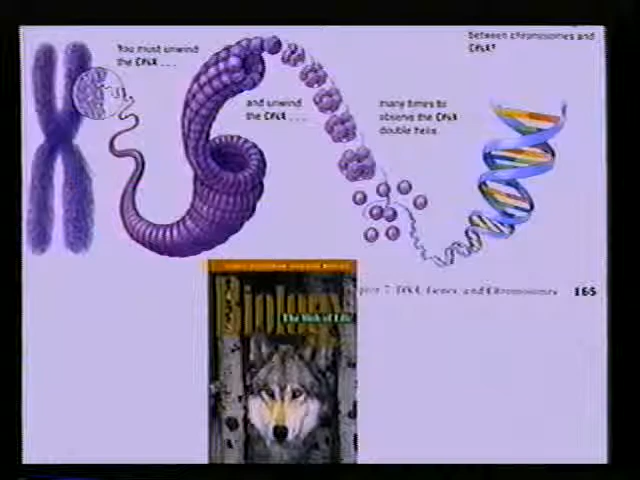 between chromosomes and
DNA?
You must unwind
the DNA . . .
and unwind
the DNA . . .
many times to
observe the DNA
double helix.
DNA, Genes, and Chromosomes 165
Biology
The Web of Life